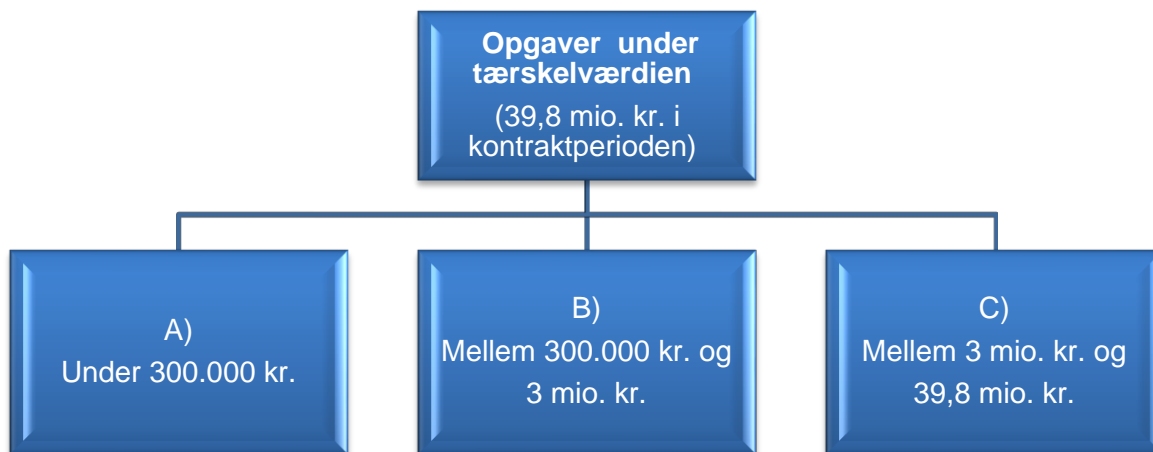 Opgaver under
tærskelværdien
(39,8 mio. kr. i
kontraktperioden)
A)
Under 300.000 kr.
B)
Mellem 300.000 kr. og
3 mio. kr.
C)
Mellem 3 mio. kr. og
39,8 mio. kr.